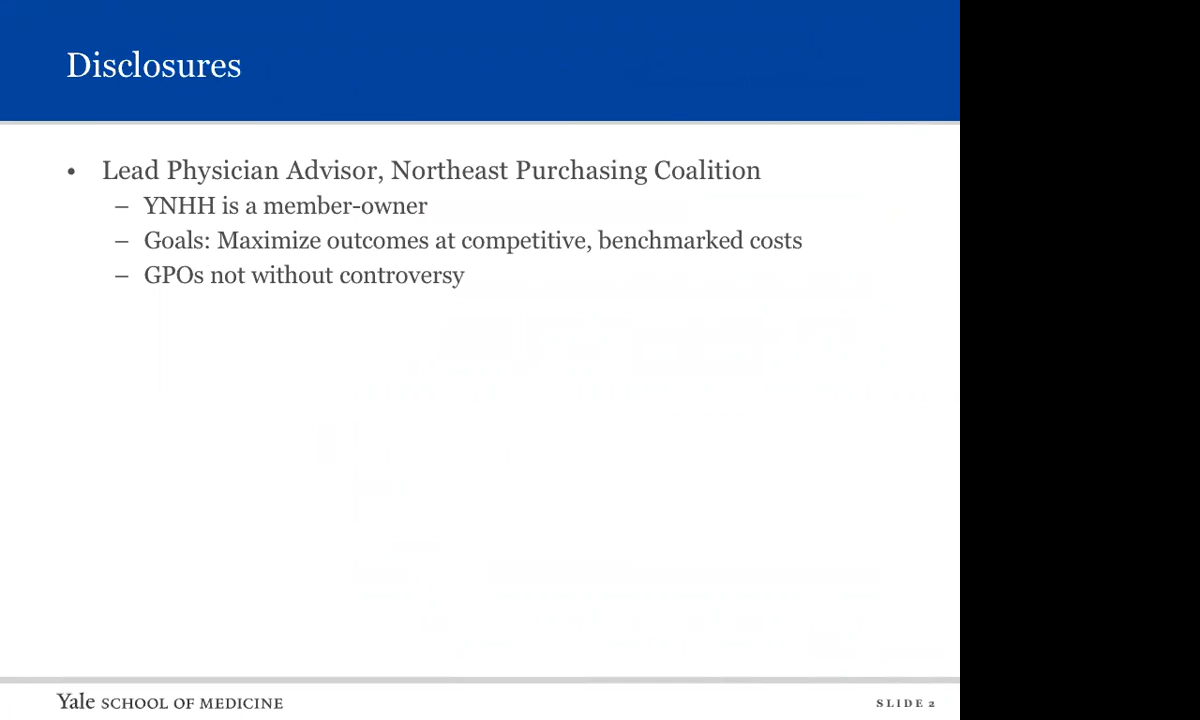 Disclosures
• Lead Physician Advisor, Northeast Purchasing Coalition
– YNHH is a member-owner
– Goals: Maximize outcomes at competitive, benchmarked costs
– GPOs not without controversy
Yale SCHOOL OF MEDICINE
SLIDE 2